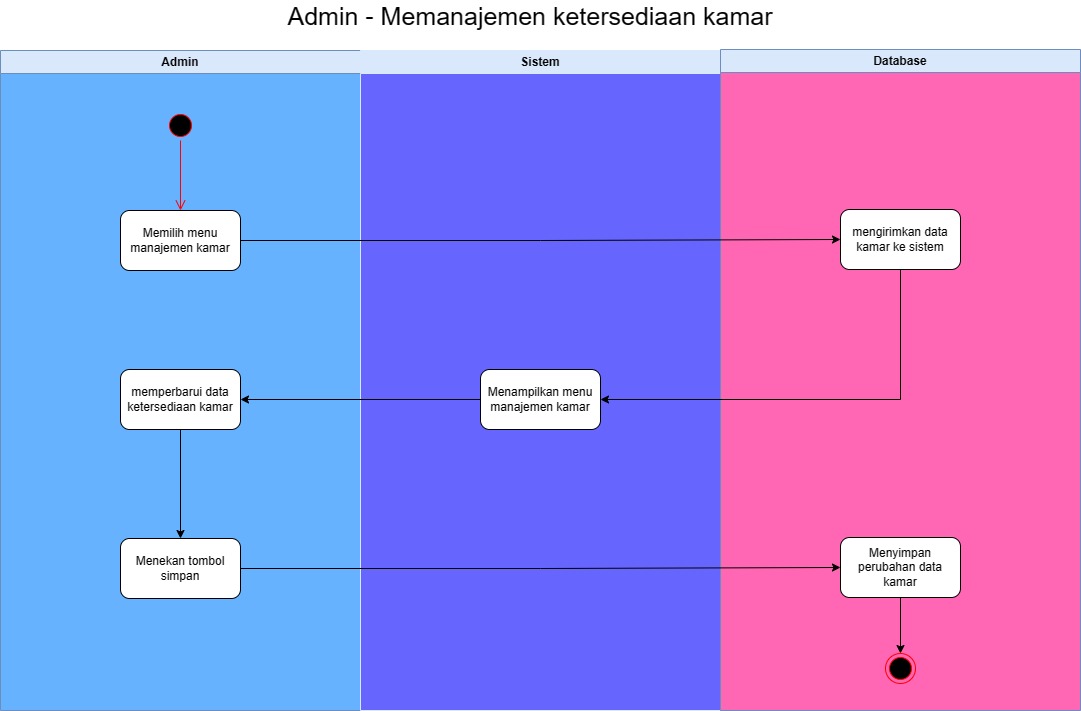 Admin - Memanajemen ketersediaan kamar
Admin
Sistem
Database
Memilih menu
manajemen kamar
mengirimkan data
kamar ke sistem
memperbarui data
ketersediaan kamar
Menampilkan menu
manajemen kamar
Menekan tombol
simpan
Menyimpan
perubahan data
kamar